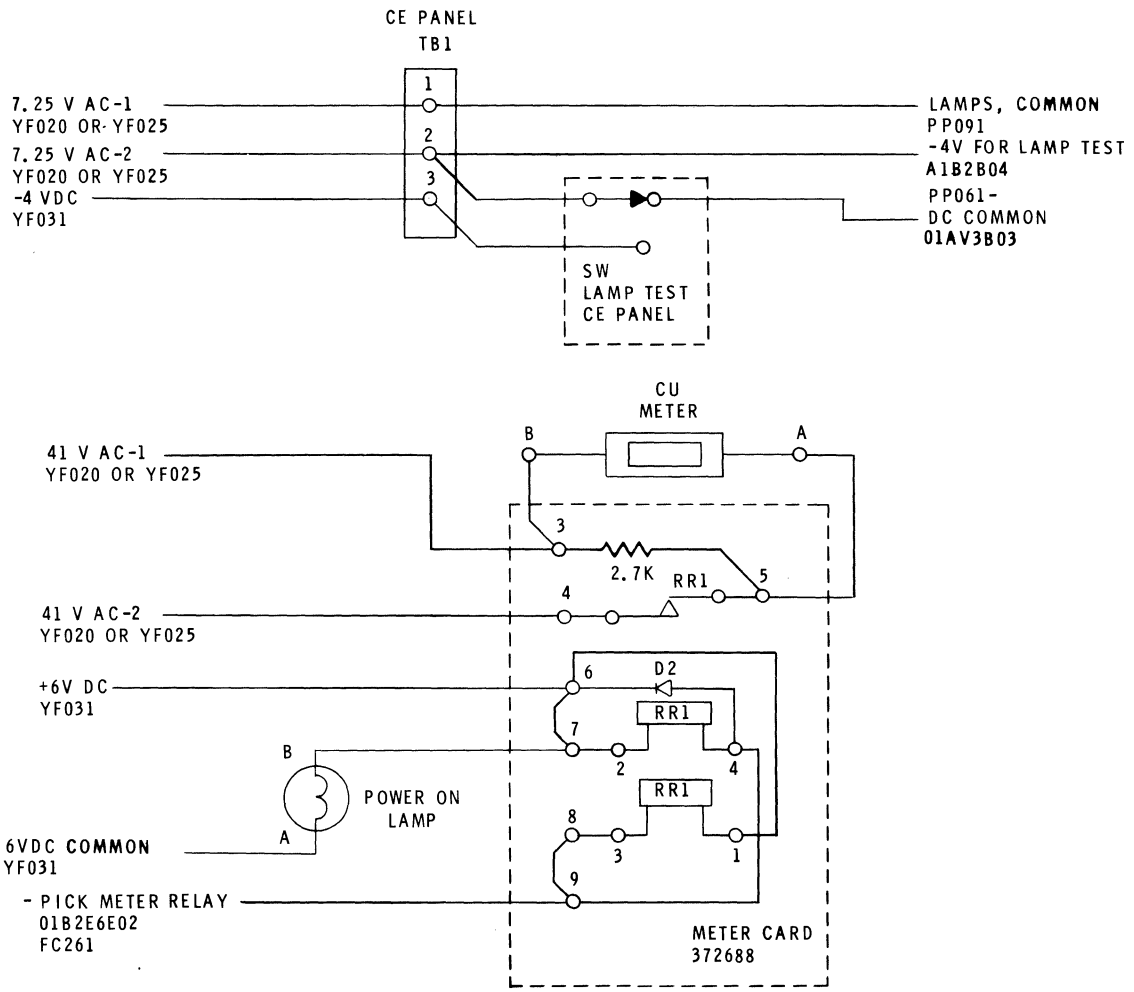 CE PANEL
TB1
1
7.25 V AC-1
YF020 OR YF025
LAMPS, COMMON
PP091
2
7.25 V AC-2
YF020 OR YF025
-4V FOR LAMP TEST
A1B2B04
3
-4 VDC
YF031
PP061-
DC COMMON
01AV3B03
SW
LAMP TEST
CE PANEL
CU
METER
B
A
41 V AC-1
YF020 OR YF025
3
2.7K
RR1
5
4
41 V AC-2
YF020 OR YF025
6
D2
+6V DC
YF031
RR1
7
2
4
B
POWER ON
LAMP
A
RR1
8
3
1
6VDC COMMON
YF031
9
- PICK METER RELAY
01B2E6E02
FC261
METER CARD
372688